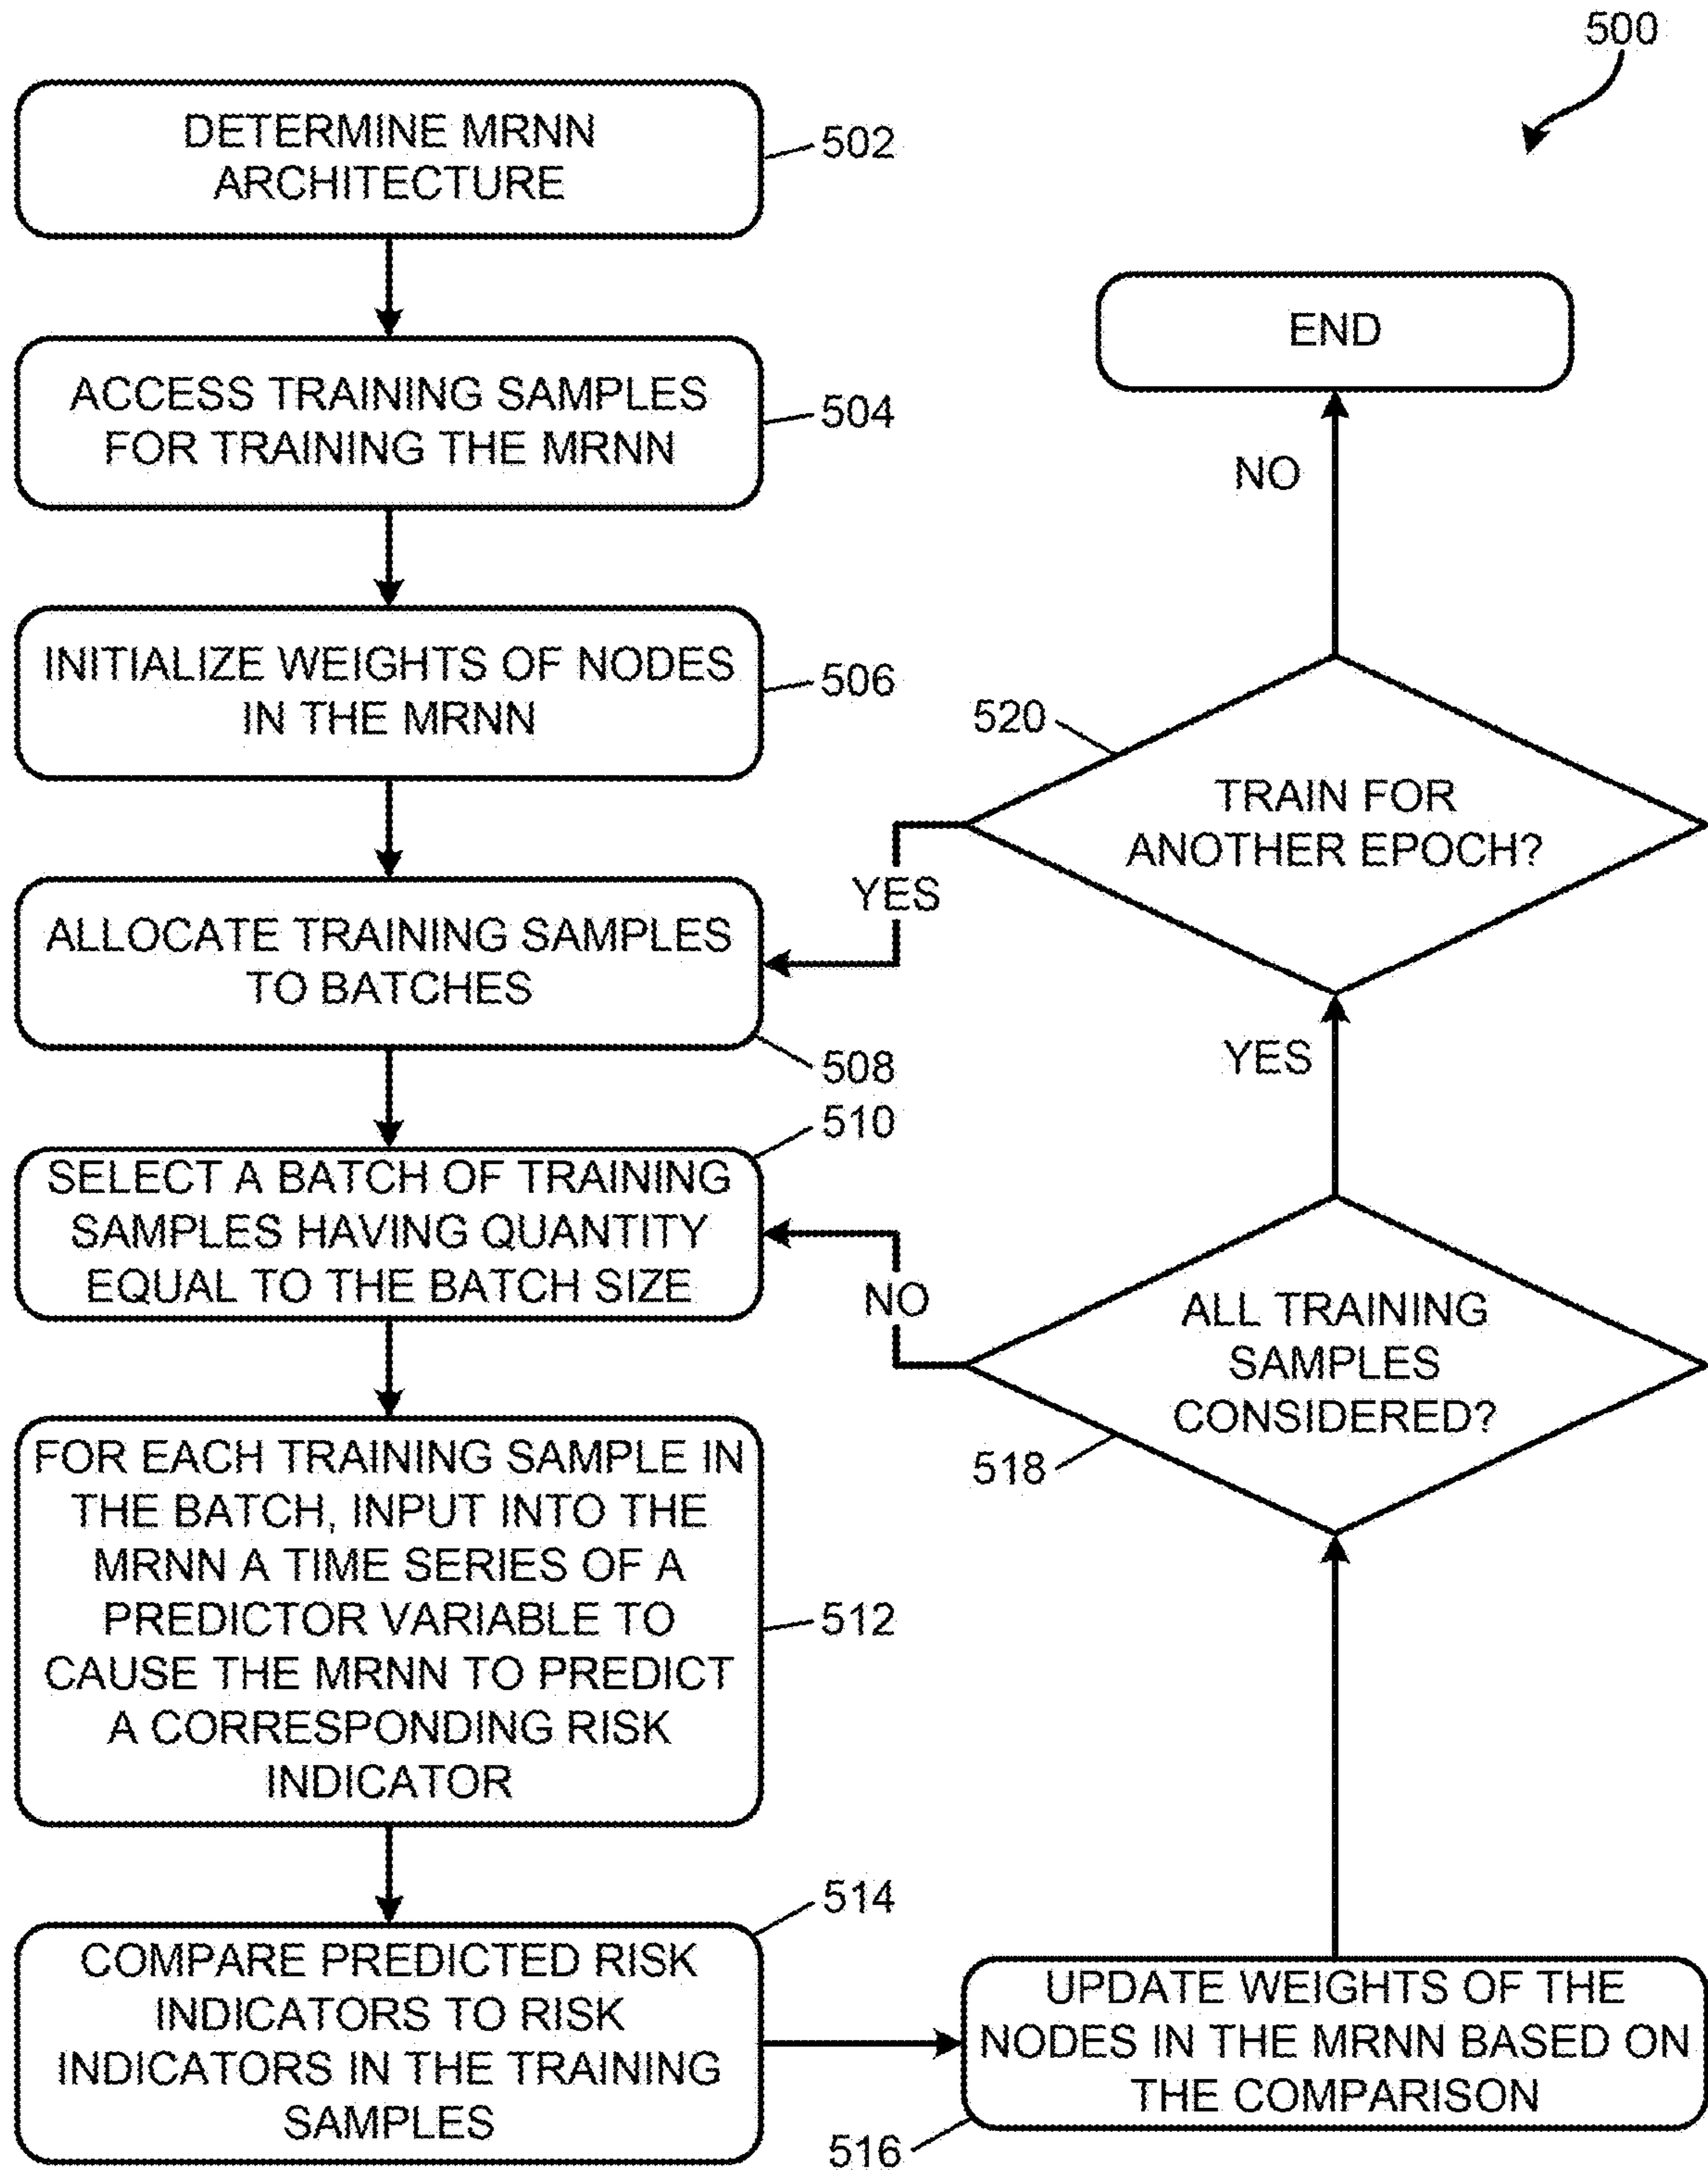 500
DETERMINE MRNN
ARCHITECTURE
502
ACCESS TRAINING SAMPLES
FOR TRAINING THE MRNN
504
INITIALIZE WEIGHTS OF NODES
IN THE MRNN
506
ALLOCATE TRAINING SAMPLES
TO BATCHES
508
510
SELECT A BATCH OF TRAINING
SAMPLES HAVING QUANTITY
EQUAL TO THE BATCH SIZE
FOR EACH TRAINING SAMPLE IN
THE BATCH, INPUT INTO THE
MRNN A TIME SERIES OF A
PREDICTOR VARIABLE TO
CAUSE THE MRNN TO PREDICT
A CORRESPONDING RISK
INDICATOR
512
514
COMPARE PREDICTED RISK
INDICATORS TO RISK
INDICATORS IN THE TRAINING
SAMPLES
UPDATE WEIGHTS OF THE
NODES IN THE MRNN BASED ON
THE COMPARISON
516
ALL TRAINING
SAMPLES
CONSIDERED?
518
NO
YES
TRAIN FOR
ANOTHER EPOCH?
520
YES
NO
END